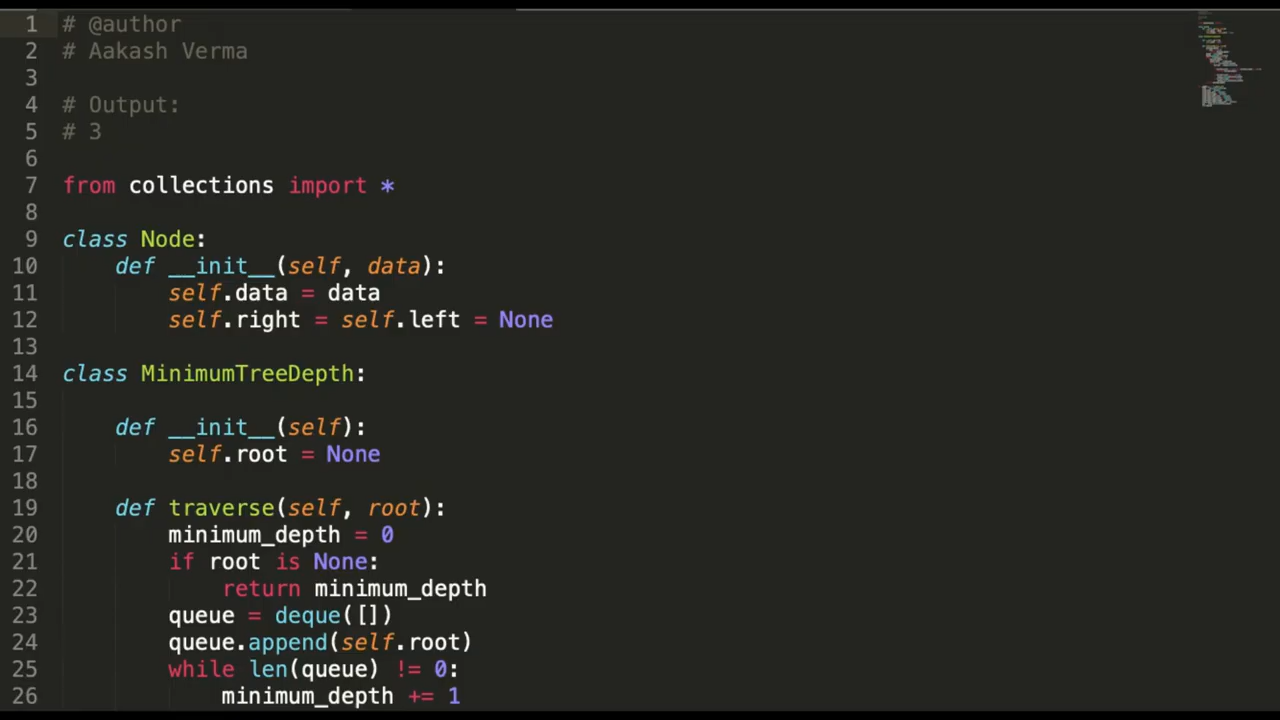 1 # @author
2 # Aakash Verma
3
4 # Output:
5 # 3
6
7 from collections import *
8
9 class Node:
10     def __init__(self, data):
11         self.data = data
12         self.right = self.left = None
13
14 class MinimumTreeDepth:
15
16     def __init__(self):
17         self.root = None
18
19     def traverse(self, root):
20         minimum_depth = 0
21         if root is None:
22             return minimum_depth
23         queue = deque([])
24         queue.append(self.root)
25         while len(queue) != 0:
26             minimum_depth += 1